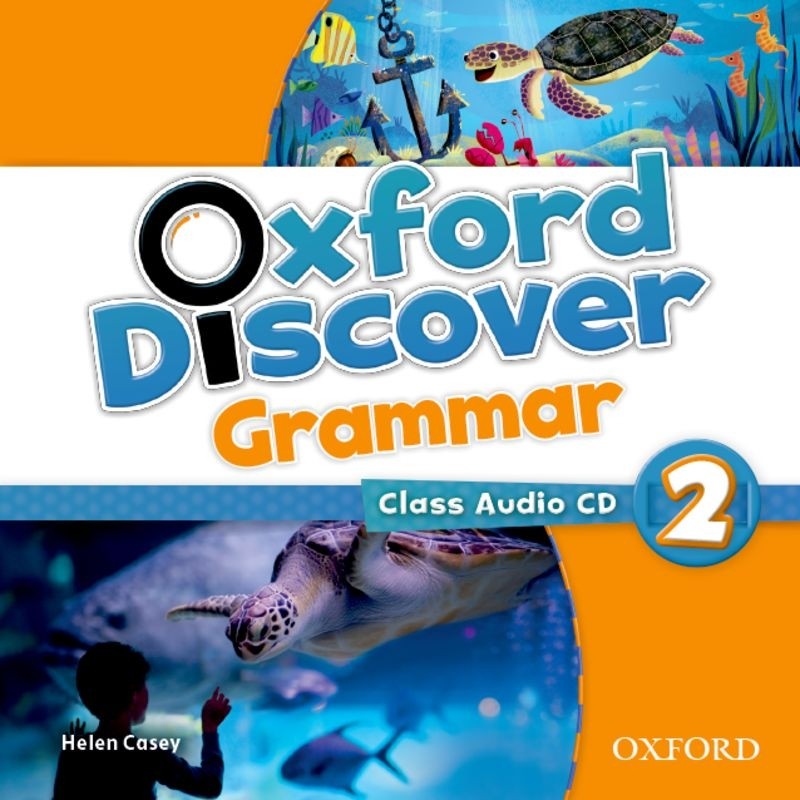 Oxford
Discover
Grammar
Class Audio CD 2
Helen Casey
OXFORD